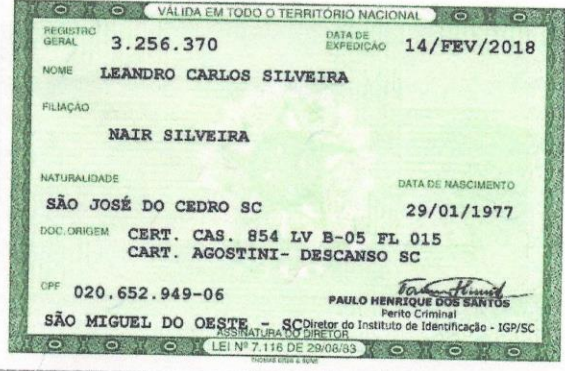 VÁLIDA EM TODO O TERRITÓRIO NACIONAL
REGISTRO GERAL 3.256.370 DATA DE EXPEDIÇÃO 14/FEV/2018
NOME LEANDRO CARLOS SILVEIRA
FILIAÇÃO
NAIR SILVEIRA
NATURALIDADE DATA DE NASCIMENTO
SÃO JOSÉ DO CEDRO SC 29/01/1977
DOC. ORIGEM CERT. CAS. 854 LV B-05 FL 015
CART. AGOSTINI- DESCANSO SC
CPF 020.652.949-06
PAULO HENRIQUE DOS SANTOS
Perito Criminal
SÃO MIGUEL DO OESTE - SC Diretor do Instituto de Identificação - IGP/SC
ASSINATURA DO DIRETOR
LEI Nº 7.116 DE 29/08/83